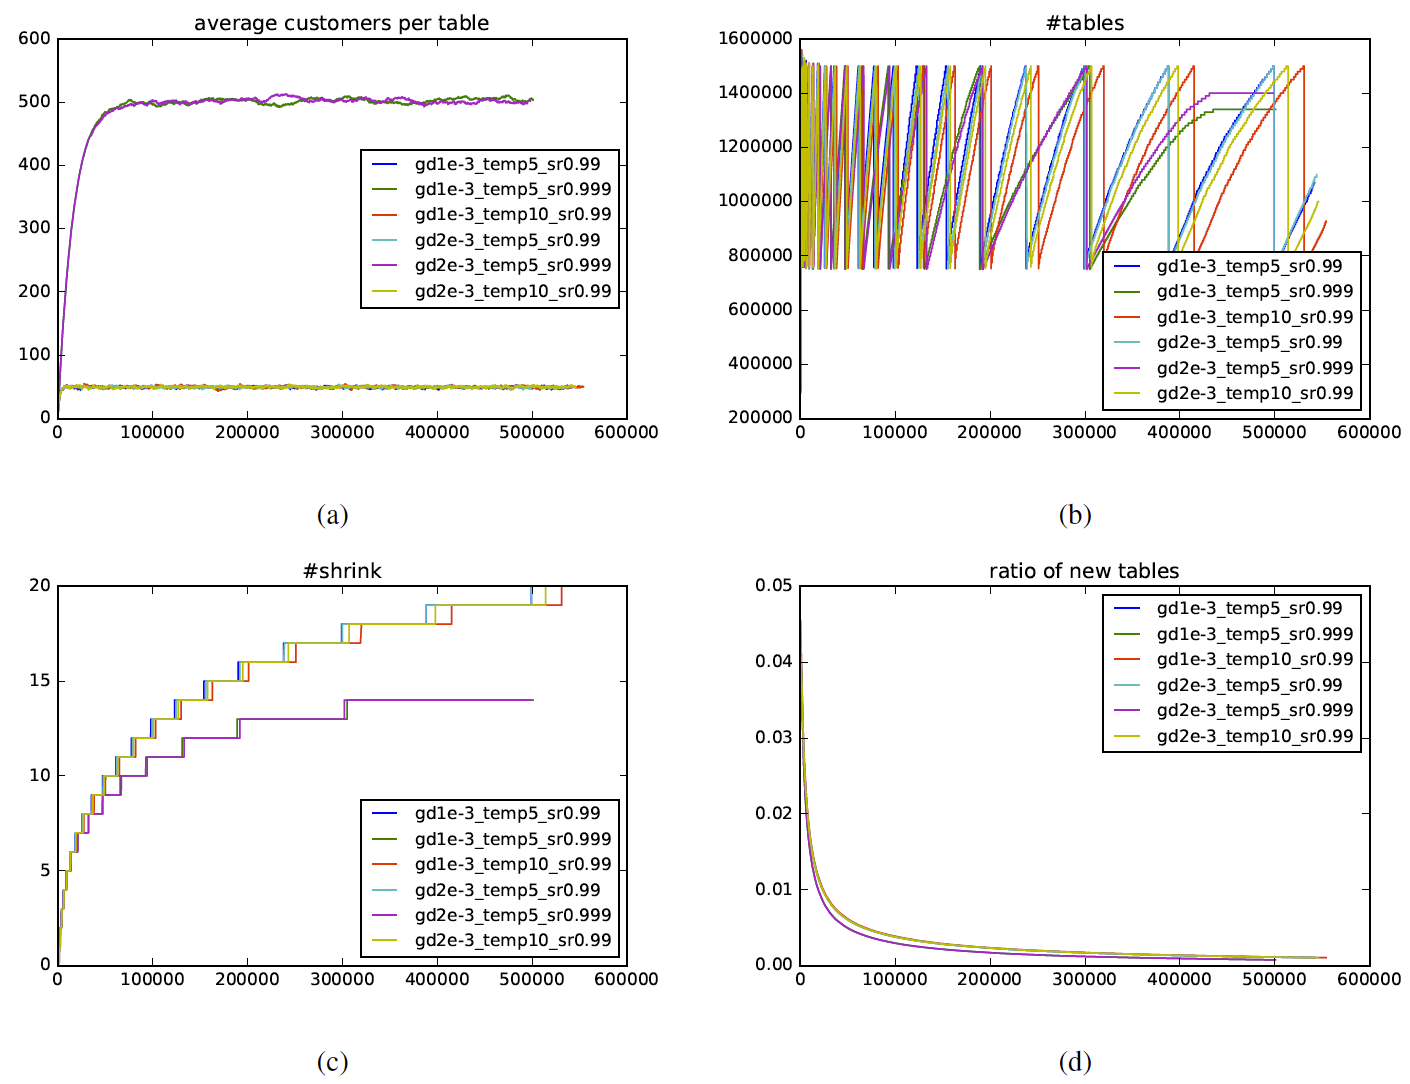 average customers per table
600
500
400
300
200
100
0
gd1e-3_temp5_sr0.99
gd1e-3_temp5_sr0.999
gd1e-3_temp10_sr0.99
gd2e-3_temp5_sr0.99
gd2e-3_temp5_sr0.999
gd2e-3_temp10_sr0.99
0 100000 200000 300000 400000 500000 600000
(a)
#tables
1600000
1400000
1200000
1000000
800000
600000
400000
200000
gd1e-3_temp5_sr0.99
gd1e-3_temp5_sr0.999
gd1e-3_temp10_sr0.99
gd2e-3_temp5_sr0.99
gd2e-3_temp5_sr0.999
gd2e-3_temp10_sr0.99
0 100000 200000 300000 400000 500000 600000
(b)
#shrink
20
15
10
5
0
gd1e-3_temp5_sr0.99
gd1e-3_temp5_sr0.999
gd1e-3_temp10_sr0.99
gd2e-3_temp5_sr0.99
gd2e-3_temp5_sr0.999
gd2e-3_temp10_sr0.99
0 100000 200000 300000 400000 500000 600000
(c)
ratio of new tables
0.05
0.04
0.03
0.02
0.01
0.00
gd1e-3_temp5_sr0.99
gd1e-3_temp5_sr0.999
gd1e-3_temp10_sr0.99
gd2e-3_temp5_sr0.99
gd2e-3_temp5_sr0.999
gd2e-3_temp10_sr0.99
0 100000 200000 300000 400000 500000 600000
(d)